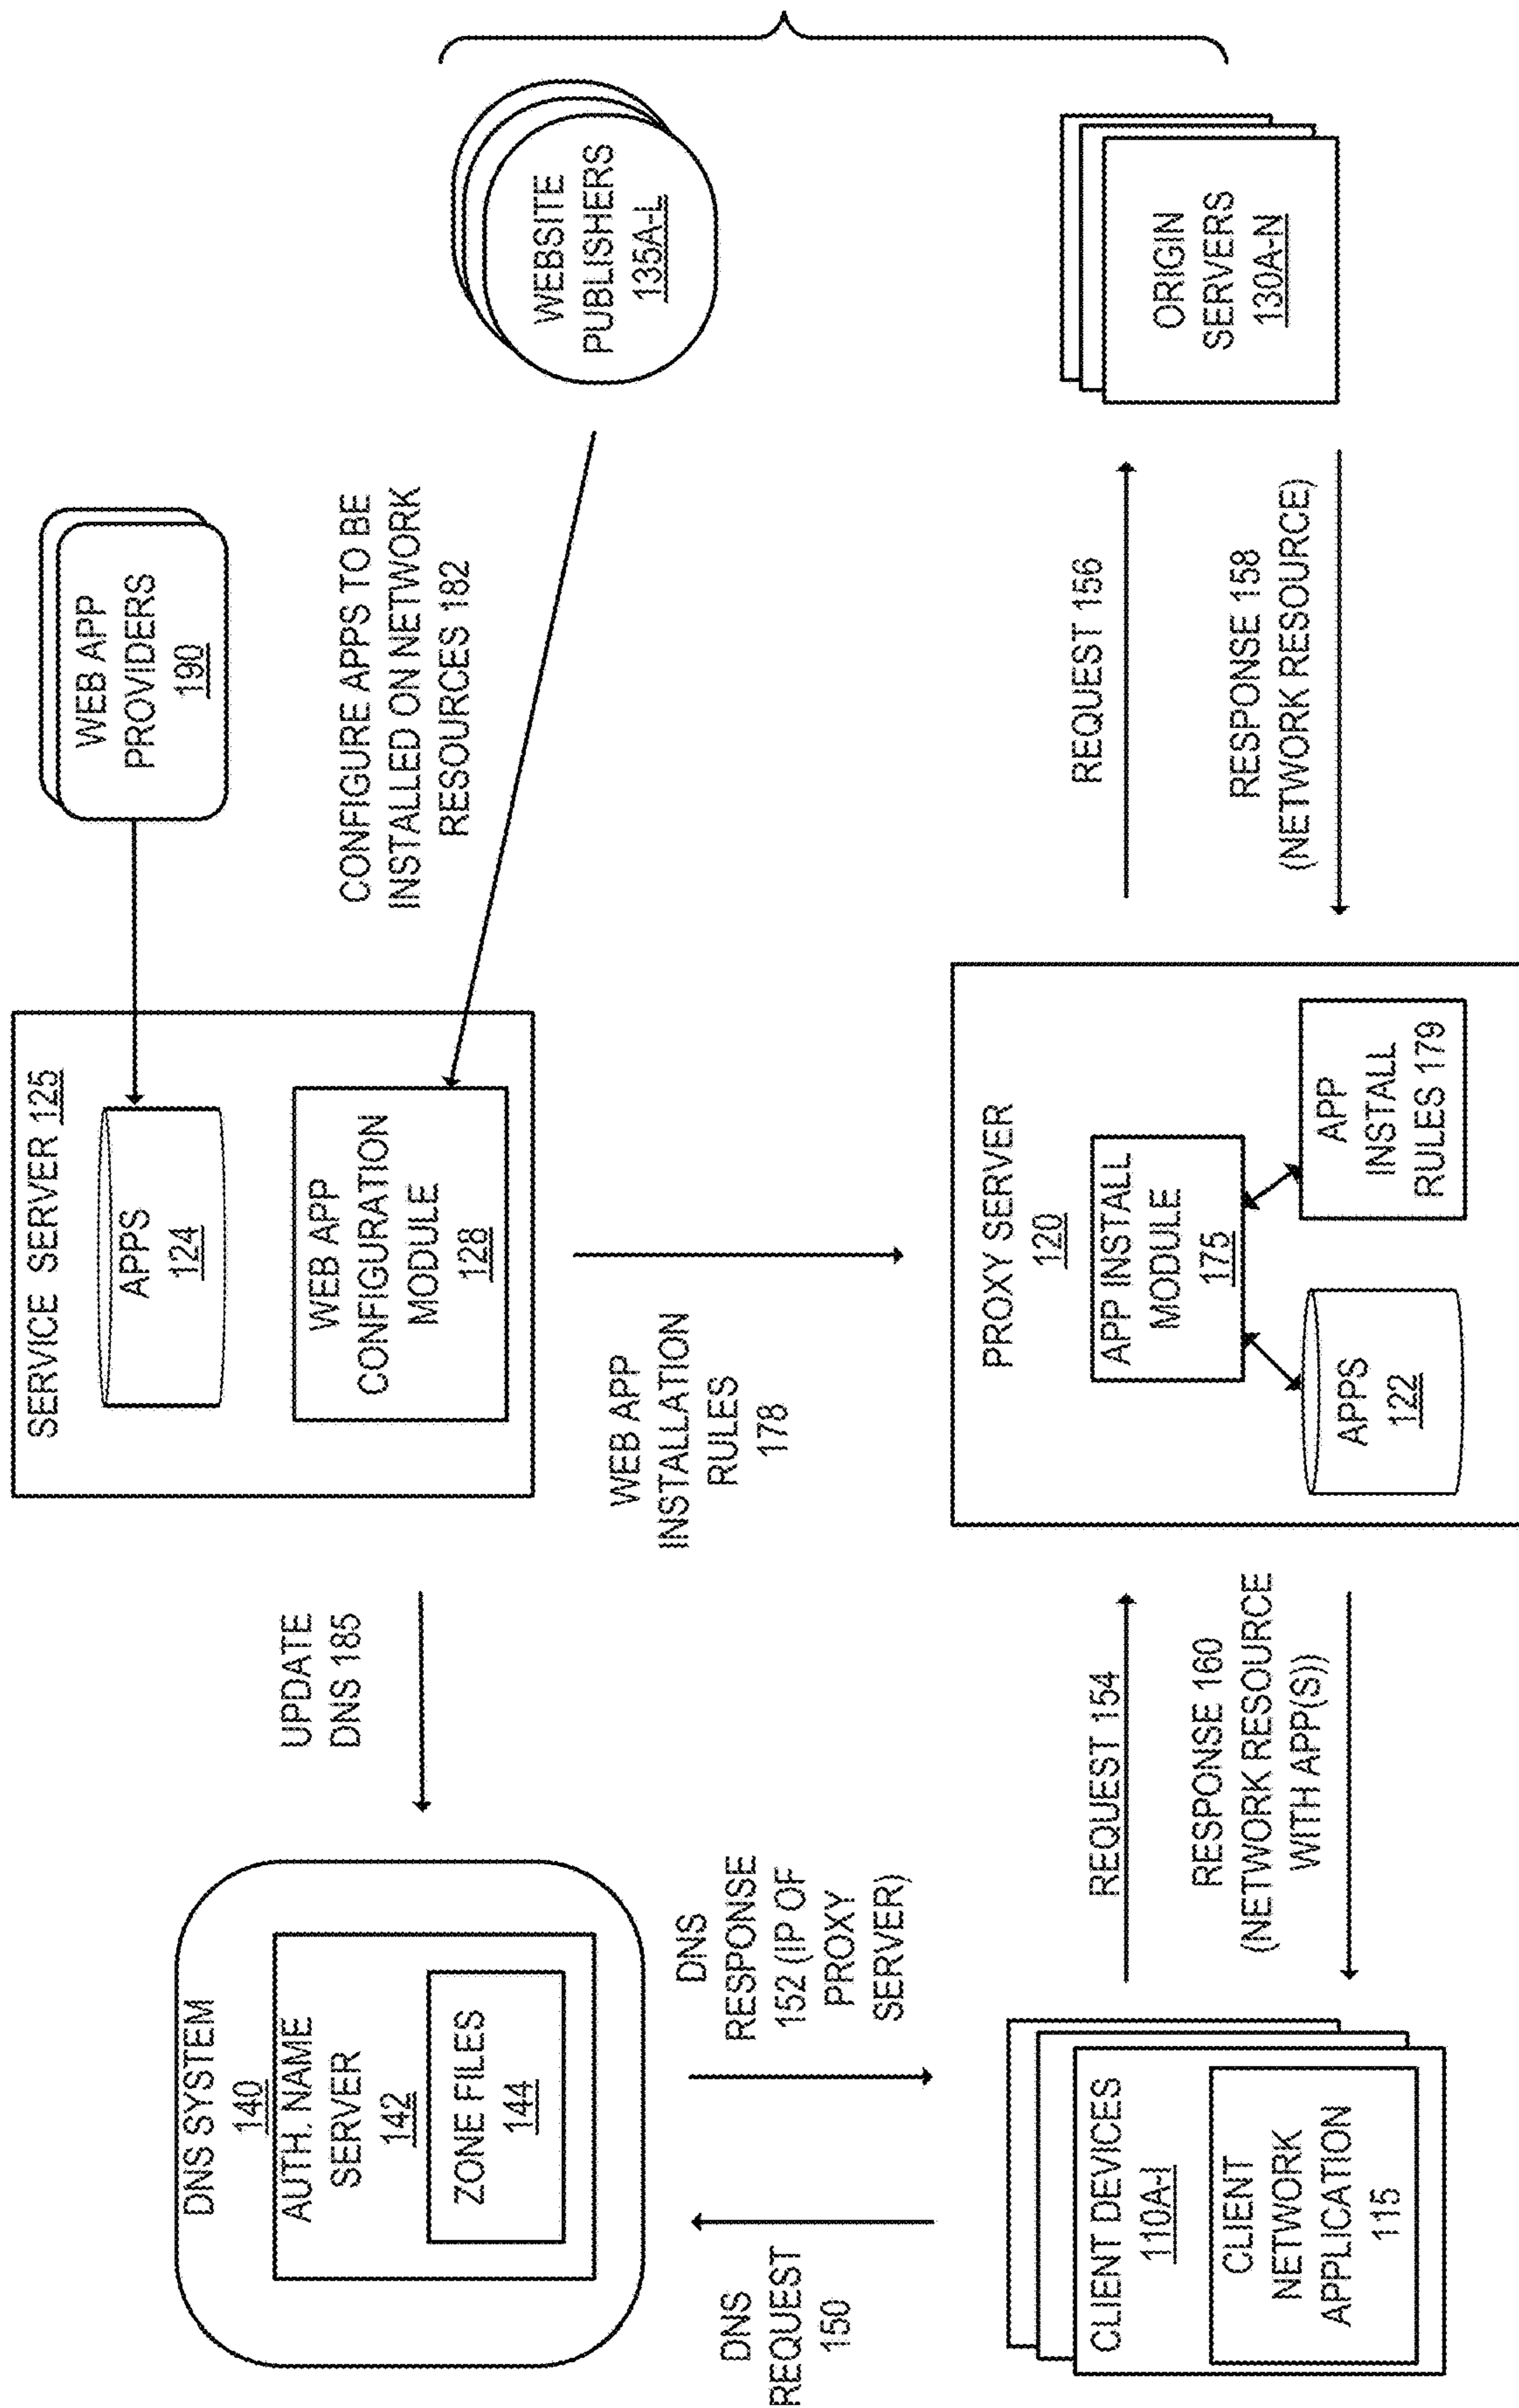 DNS SYSTEM
140
AUTH. NAME
SERVER
142
ZONE FILES
144
UPDATE
DNS 185
SERVICE SERVER 125
APPS
124
WEB APP
CONFIGURATION
MODULE
128
WEB APP
PROVIDERS
190
CONFIGURE APPS TO BE
INSTALLED ON NETWORK
RESOURCES 182
WEBSITE
PUBLISHERS
135A-L
DNS
REQUEST
150
DNS
RESPONSE
152 (IP OF
PROXY
SERVER)
WEB APP
INSTALLATION
RULES
178
CLIENT DEVICES
110A-I
CLIENT
NETWORK
APPLICATION
115
REQUEST 154
RESPONSE 160
(NETWORK RESOURCE
WITH APP(S))
PROXY SERVER
120
APP INSTALL
MODULE
175
APPS
122
APP
INSTALL
RULES 179
REQUEST 156
RESPONSE 158
(NETWORK RESOURCE)
ORIGIN
SERVERS
130A-N